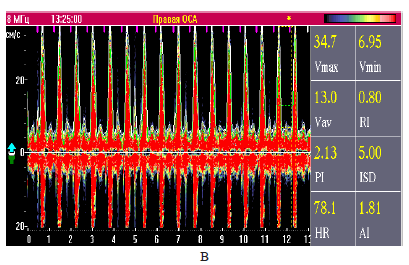 8 МГц 13:25:00 Правая ОСА *
см/с
20
0
20
0 1 2 3 4 5 6 7 8 9 10 11 12 13
34.7 6.95
Vmax Vmin
13.0 0.80
Vav RI
2.13 5.00
PI ISD
78.1 1.81
HR AI
В